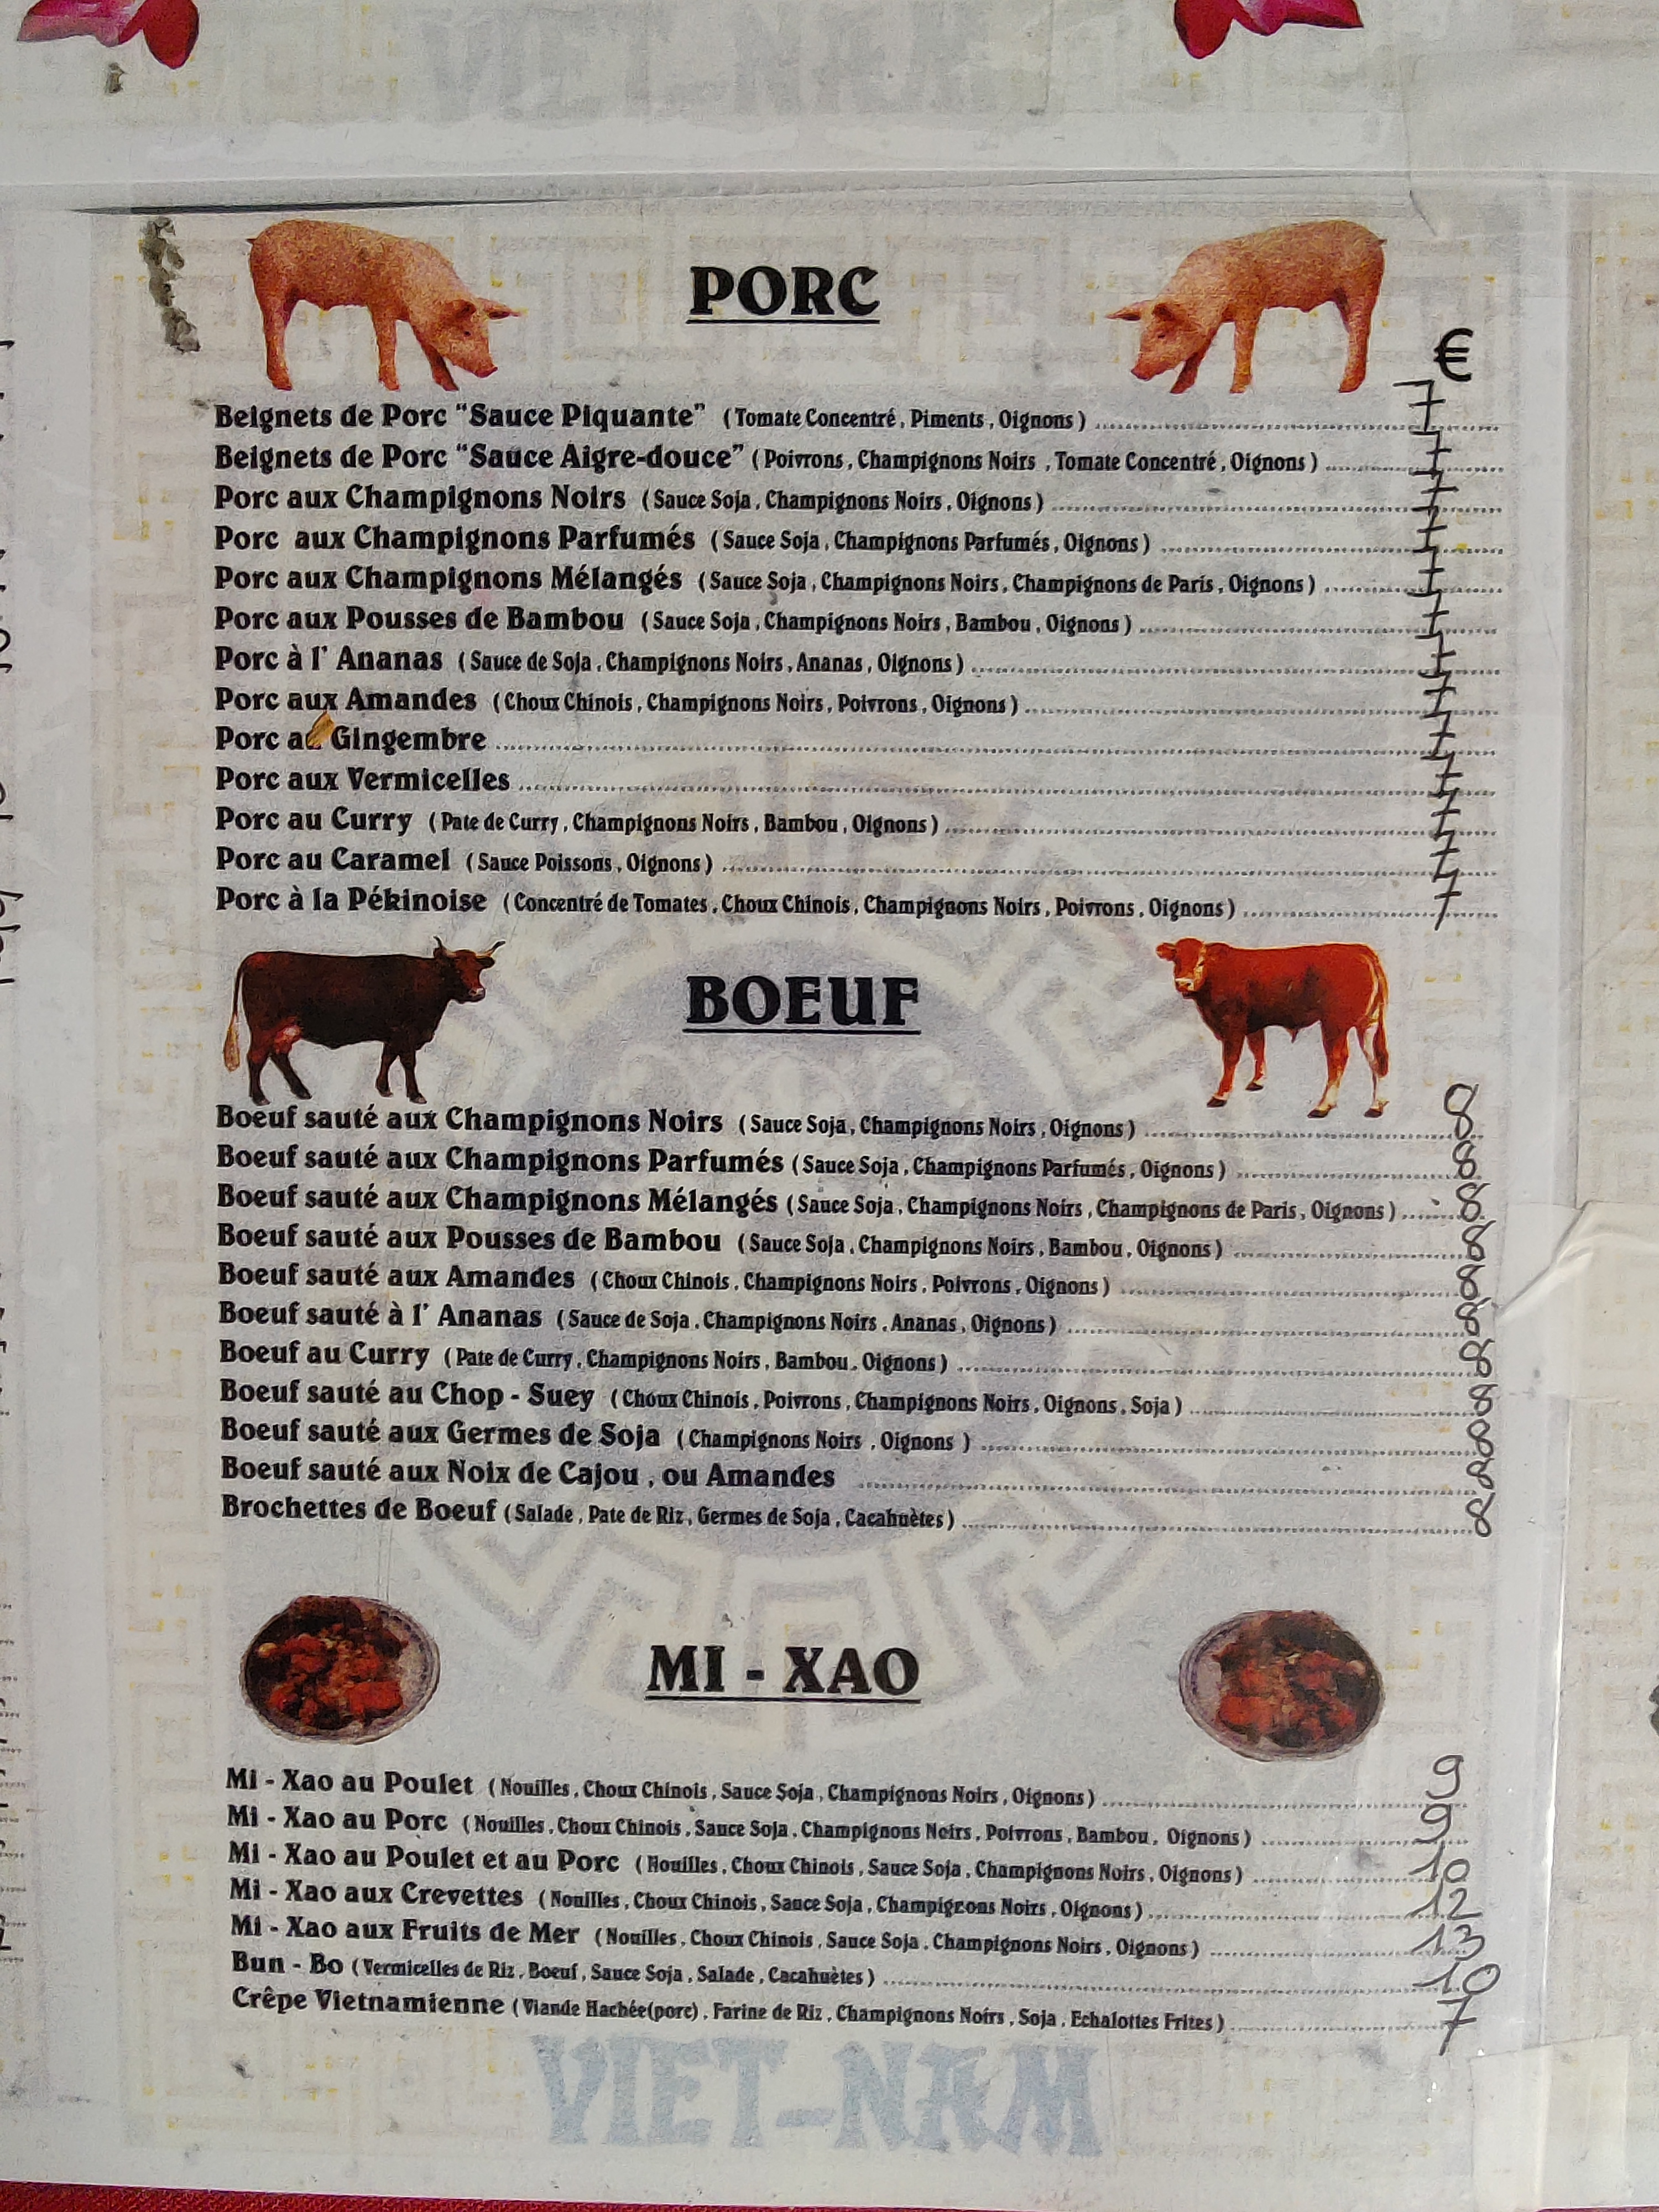 PORC
€
Beignets de Porc “Sauce Piquante” (Tomate Concentré, Piments, Oignons) 7
Beignets de Porc “Sauce Aigre-douce” (Poivrons, Champignons Noirs, Tomate Concentré, Oignons) 7
Porc aux Champignons Noirs (Sauce Soja, Champignons Noirs, Oignons) 7
Porc aux Champignons Parfumés (Sauce Soja, Champignons Parfumés, Oignons) 7
Porc aux Champignons Mélangés (Sauce Soja, Champignons Noirs, Champignons de Paris, Oignons) 7
Porc aux Pousses de Bambou (Sauce Soja, Champignons Noirs, Bambou, Oignons) 7
Porc à l' Ananas (Sauce de Soja, Champignons Noirs, Ananas, Oignons) 7
Porc aux Amandes (Choux Chinois, Champignons Noirs, Poivrons, Oignons) 7
Porc au Gingembre 7
Porc aux Vermicelles 7
Porc au Curry (Pate de Curry, Champignons Noirs, Bambou, Oignons) 7
Porc au Caramel (Sauce Poissons, Oignons) 7
Porc à la Pékinoise (Concentré de Tomates, Choux Chinois, Champignons Noirs, Poivrons, Oignons) 7
BOEUF
Boeuf sauté aux Champignons Noirs (Sauce Soja, Champignons Noirs, Oignons) 8
Boeuf sauté aux Champignons Parfumés (Sauce Soja, Champignons Parfumés, Oignons) 8
Boeuf sauté aux Champignons Mélangés (Sauce Soja, Champignons Noirs, Champignons de Paris, Oignons) 8
Boeuf sauté aux Pousses de Bambou (Sauce Soja, Champignons Noirs, Bambou, Oignons) 8
Boeuf sauté aux Amandes (Choux Chinois, Champignons Noirs, Poivrons, Oignons) 8
Boeuf sauté à l' Ananas (Sauce de Soja, Champignons Noirs, Ananas, Oignons) 8
Boeuf au Curry (Pate de Curry, Champignons Noirs, Bambou, Oignons) 8
Boeuf sauté au Chop - Suey (Choux Chinois, Poivrons, Champignons Noirs, Oignons, Soja) 8
Boeuf sauté aux Germes de Soja (Champignons Noirs, Oignons) 8
Boeuf sauté aux Noix de Cajou, ou Amandes 8
Brochettes de Boeuf (Salade, Pate de Riz, Germes de Soja, Cacahuètes) 8
MI - XAO
Mi - Xao au Poulet (Nouilles, Choux Chinois, Sauce Soja, Champignons Noirs, Oignons) 9
Mi - Xao au Porc (Nouilles, Choux Chinois, Sauce Soja, Champignons Noirs, Poivrons, Bambou, Oignons) 9
Mi - Xao au Poulet et au Porc (Nouilles, Choux Chinois, Sauce Soja, Champignons Noirs, Oignons) 10
Mi - Xao aux Crevettes (Nouilles, Choux Chinois, Sauce Soja, Champignons Noirs, Oignons) 12
Mi - Xao aux Fruits de Mer (Nouilles, Choux Chinois, Sauce Soja, Champignons Noirs, Oignons) 13
Bun - Bo (Vermicelles de Riz, Boeuf, Sauce Soja, Salade, Cacahuètes) 10
Crêpe Vietnamienne (Viande Hachée(porc), Farine de Riz, Champignons Noirs, Soja, Echalottes Frites) 7
VIET-NAM